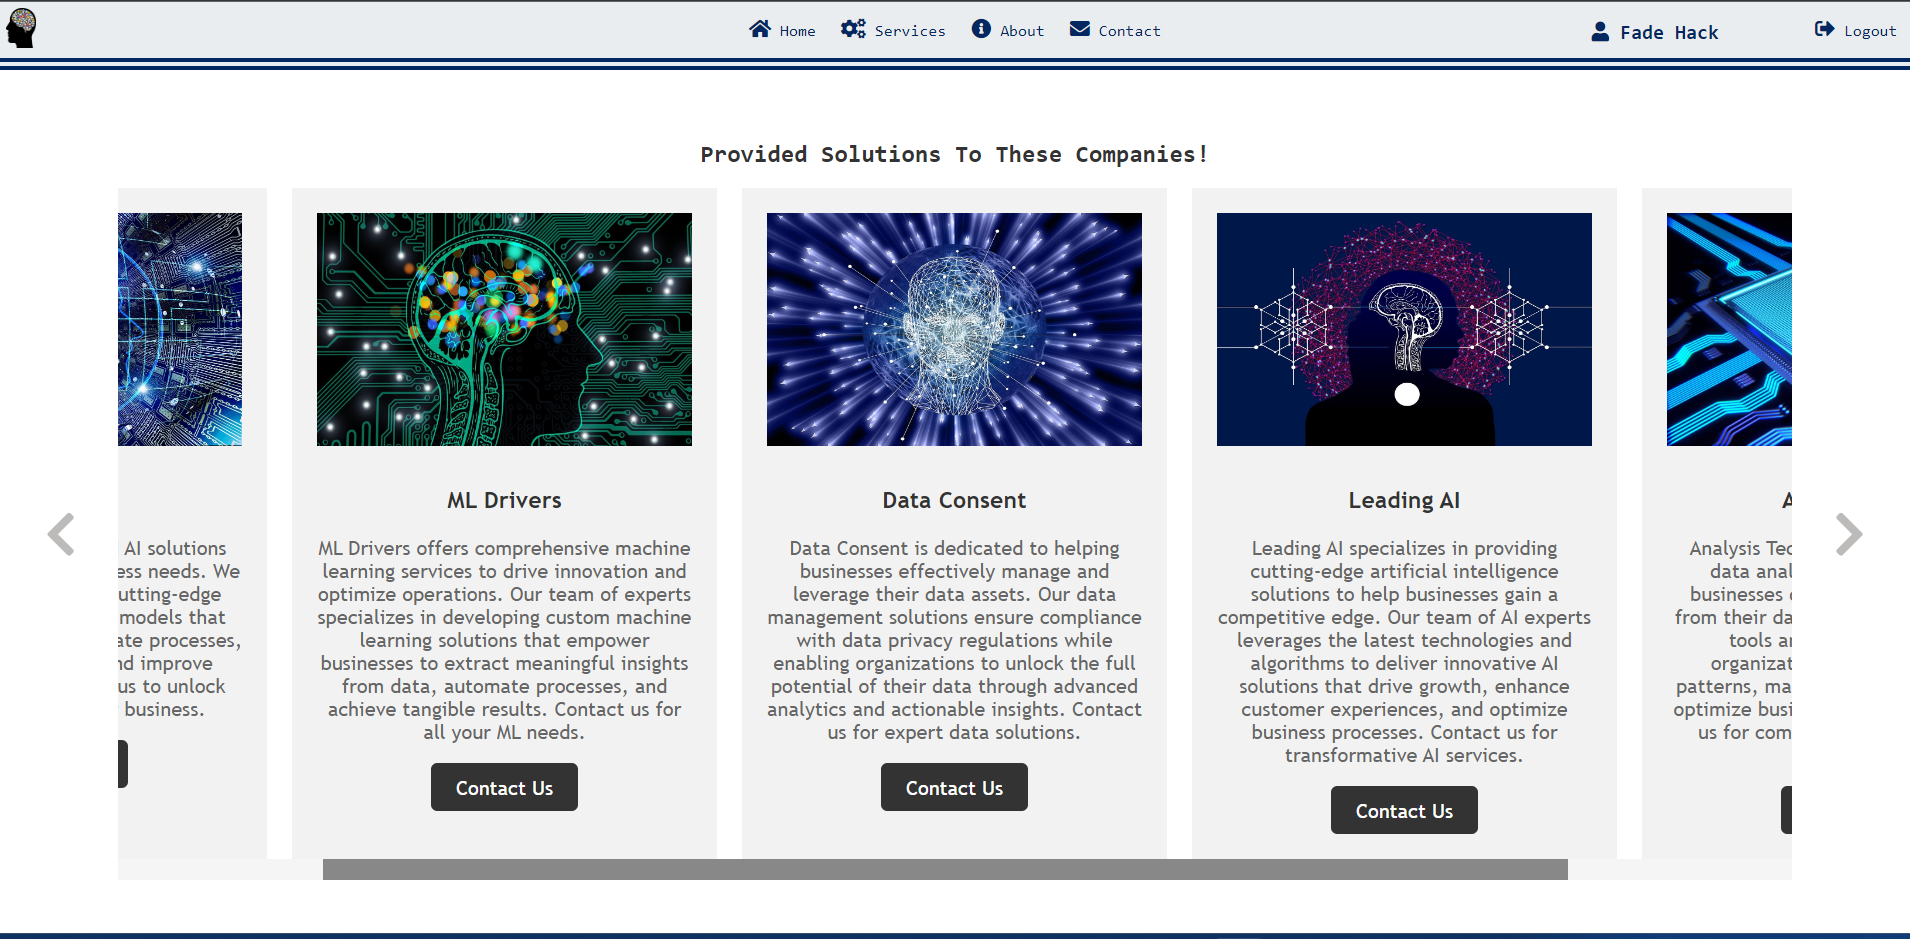 Home Services About Contact Fade Hack Logout
Provided Solutions To These Companies!
AI solutions
ess needs. We
utting-edge
models that
ate processes,
nd improve
us to unlock
business.
ML Drivers
ML Drivers offers comprehensive machine
learning services to drive innovation and
optimize operations. Our team of experts
specializes in developing custom machine
learning solutions that empower
businesses to extract meaningful insights
from data, automate processes, and
achieve tangible results. Contact us for
all your ML needs.
Contact Us
Data Consent
Data Consent is dedicated to helping
businesses effectively manage and
leverage their data assets. Our data
management solutions ensure compliance
with data privacy regulations while
enabling organizations to unlock the full
potential of their data through advanced
analytics and actionable insights. Contact
us for expert data solutions.
Contact Us
Leading AI
Leading AI specializes in providing
cutting-edge artificial intelligence
solutions to help businesses gain a
competitive edge. Our team of AI experts
leverages the latest technologies and
algorithms to deliver innovative AI
solutions that drive growth, enhance
customer experiences, and optimize
business processes. Contact us for
transformative AI services.
Contact Us
A
Analysis Tec
data anal
businesses
from their da
tools a
organizat
patterns, ma
optimize busi
us for com